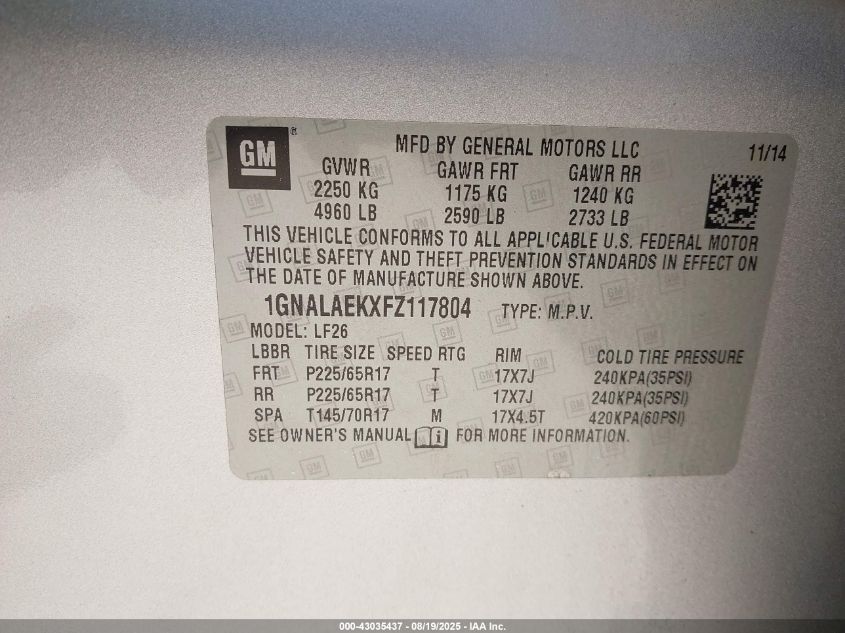 GM ®
MFD BY GENERAL MOTORS LLC 11/14
GVWR GAWR FRT GAWR RR
2250 KG 1175 KG 1240 KG
4960 LB 2590 LB 2733 LB
THIS VEHICLE CONFORMS TO ALL APPLICABLE U.S. FEDERAL MOTOR
VEHICLE SAFETY AND THEFT PREVENTION STANDARDS IN EFFECT ON
THE DATE OF MANUFACTURE SHOWN ABOVE.
1GNALAEKXFZ117804 TYPE: M.P.V.
MODEL: LF26
LBBR TIRE SIZE SPEED RTG RIM COLD TIRE PRESSURE
FRT P225/65R17 T 17X7J 240KPA(35PSI)
RR P225/65R17 T 17X7J 240KPA(35PSI)
SPA T145/70R17 M 17X4.5T 420KPA(60PSI)
SEE OWNER'S MANUAL i FOR MORE INFORMATION.
000-43035437 - 08/19/2025 - IAA Inc.